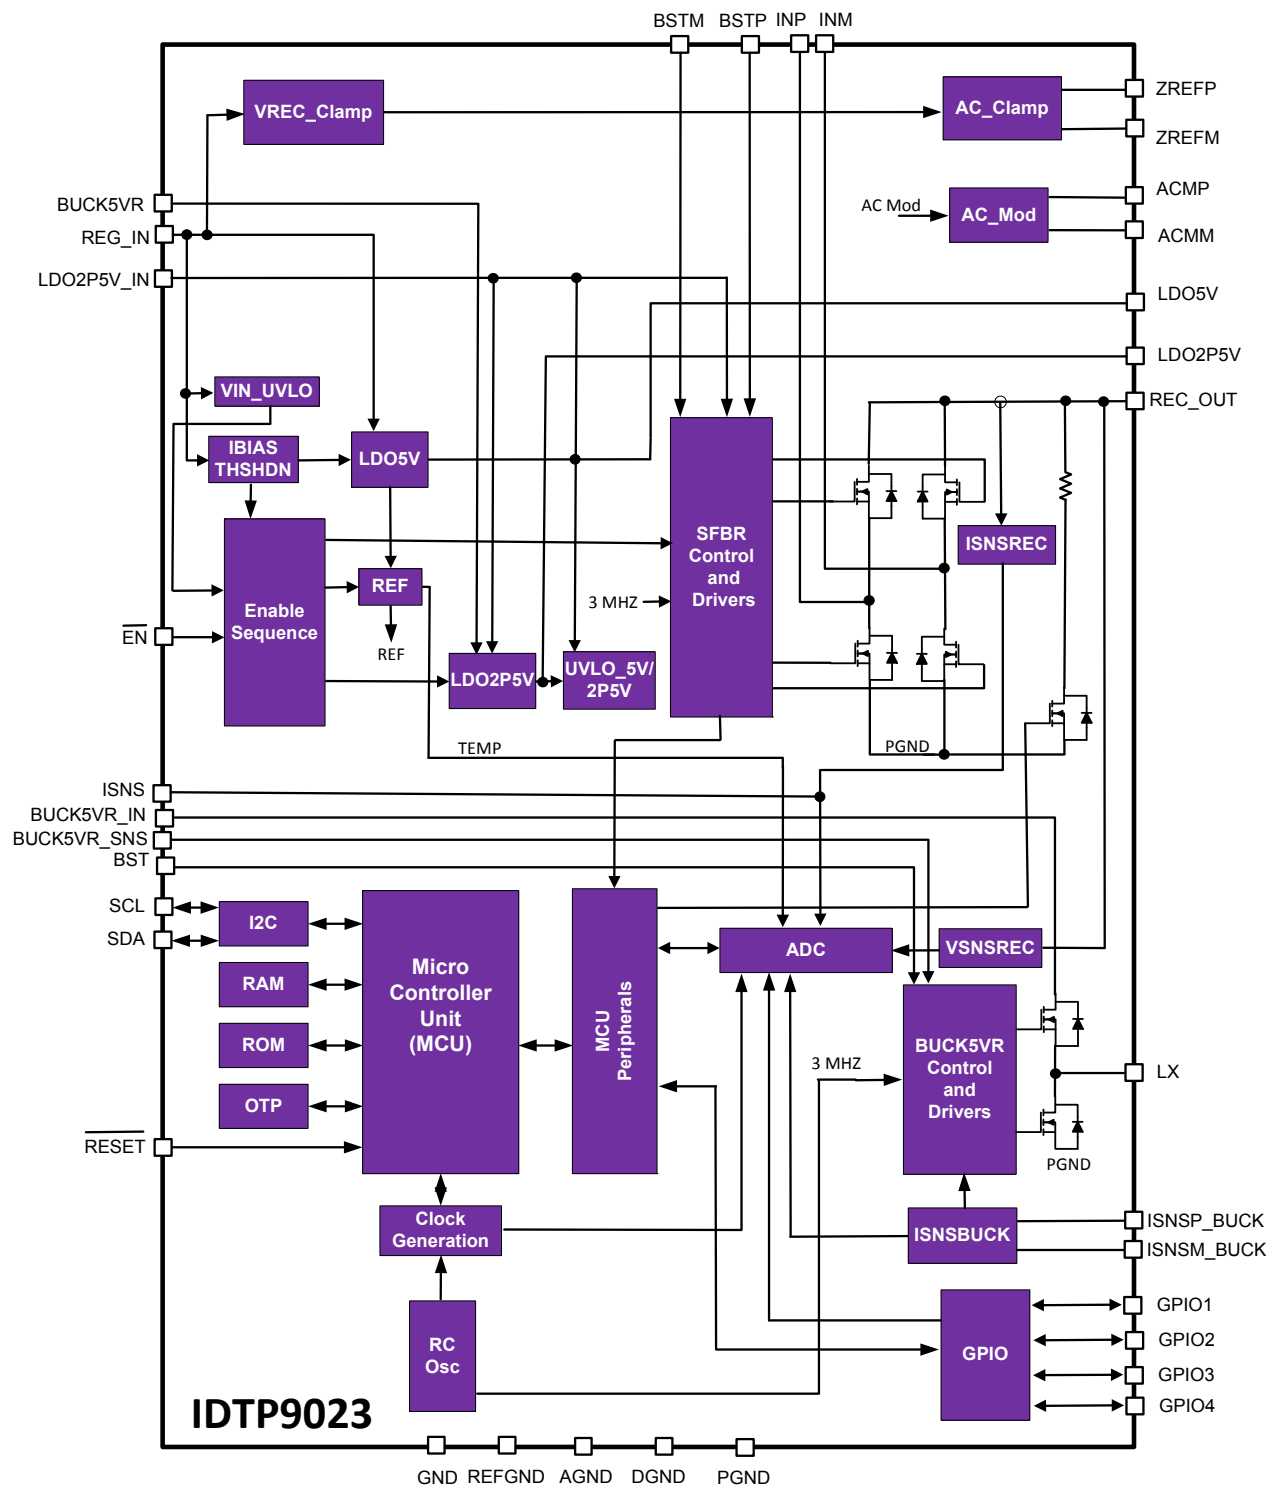 BSTM
BSTP
INP
INM
VREC_Clamp
AC_Clamp
ZREFP
ZREFM
BUCK5VR
REG_IN
LDO2P5V_IN
AC Mod
AC_Mod
ACMP
ACMM
LDO5V
LDO2P5V
REC_OUT
VIN_UVLO
IBIAS
THSHDN
LDO5V
SFBR
Control
and
Drivers
ISNSREC
Enable
Sequence
REF
REF
3 MHZ
EN
LDO2P5V
UVLO_5V/
2P5V
TEMP
PGND
ISNS
BUCK5VR_IN
BUCK5VR_SNS
BST
SCL
SDA
I2C
RAM
ROM
OTP
RESET
Micro
Controller
Unit
(MCU)
MCU
Peripherals
ADC
VSNSREC
BUCK5VR
Control
and
Drivers
3 MHZ
LX
PGND
Clock
Generation
ISNSBUCK
ISNSP_BUCK
ISNSM_BUCK
RC
Osc
GPIO
GPIO1
GPIO2
GPIO3
GPIO4
IDTP9023
GND
REFGND
AGND
DGND
PGND